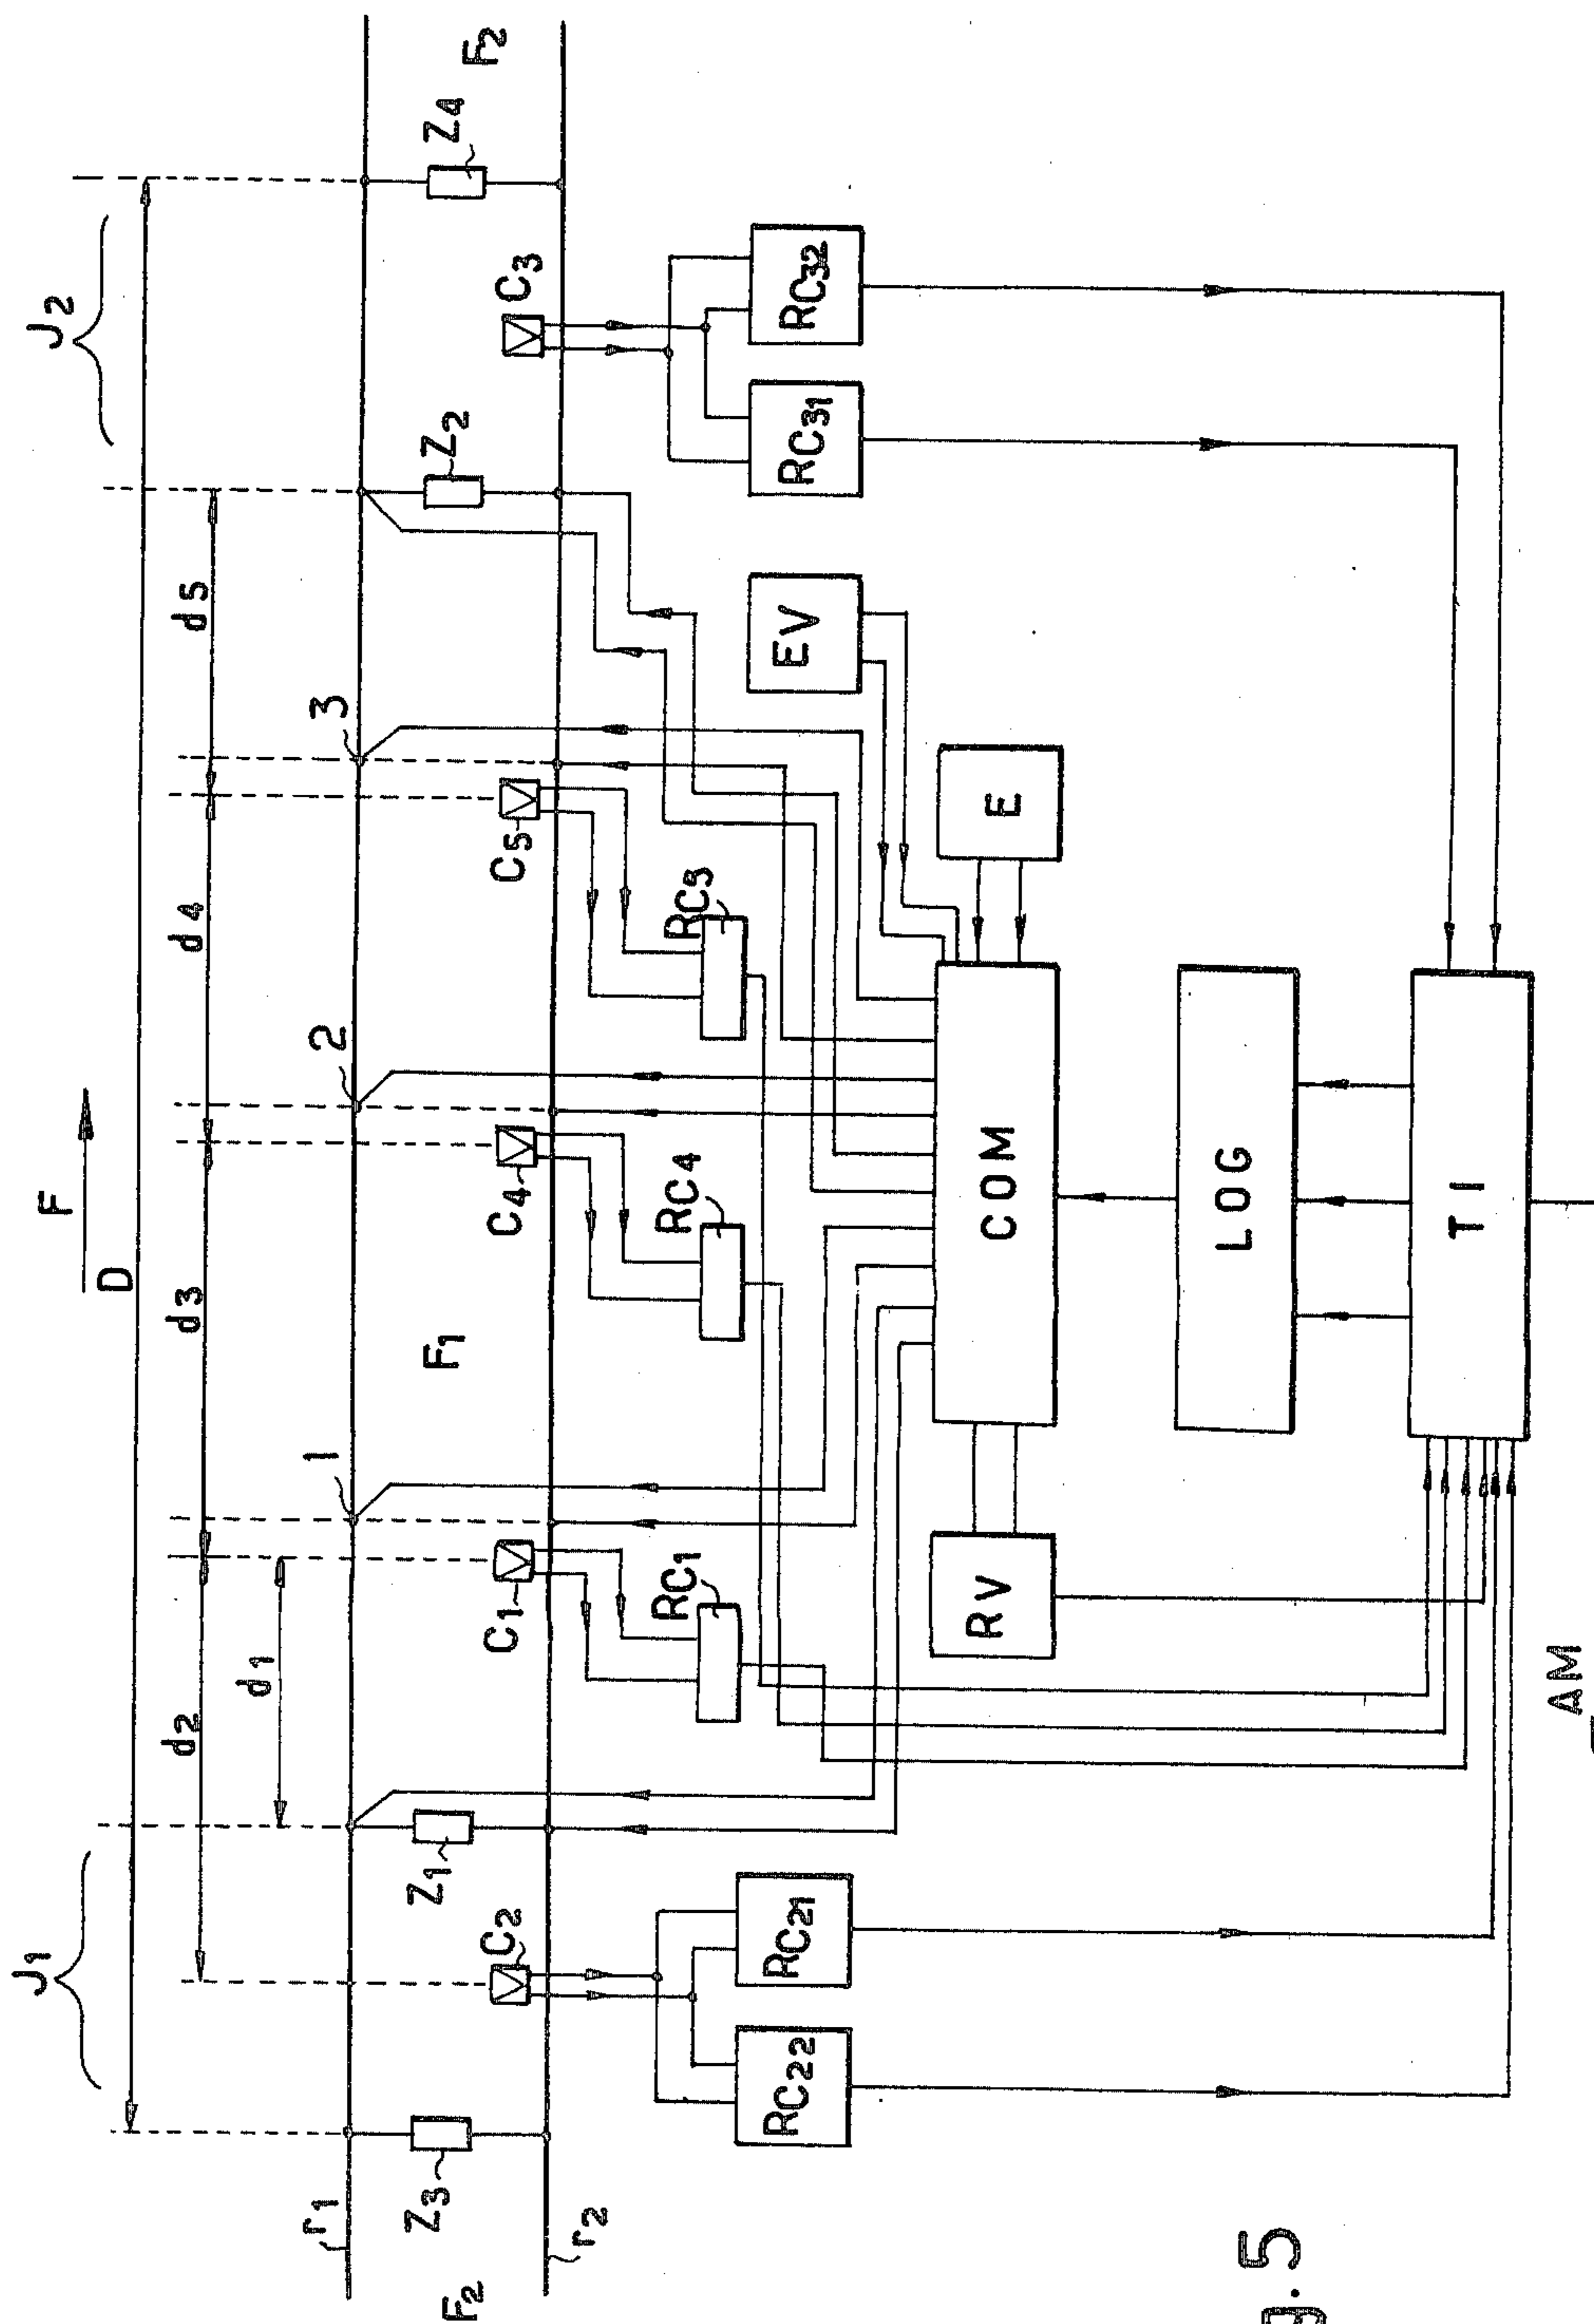 F
D
J1
J2
d2
d3
d4
d5
d1
1
2
3
r1
F2
Z3
Z1
F1
Z2
Z4
F2
r2
C2
C1
C4
C5
C3
RC1
RC4
RC5
RC22
RC21
EV
RC31
RC32
RV
COM
E
LOG
TI
AM
g.5